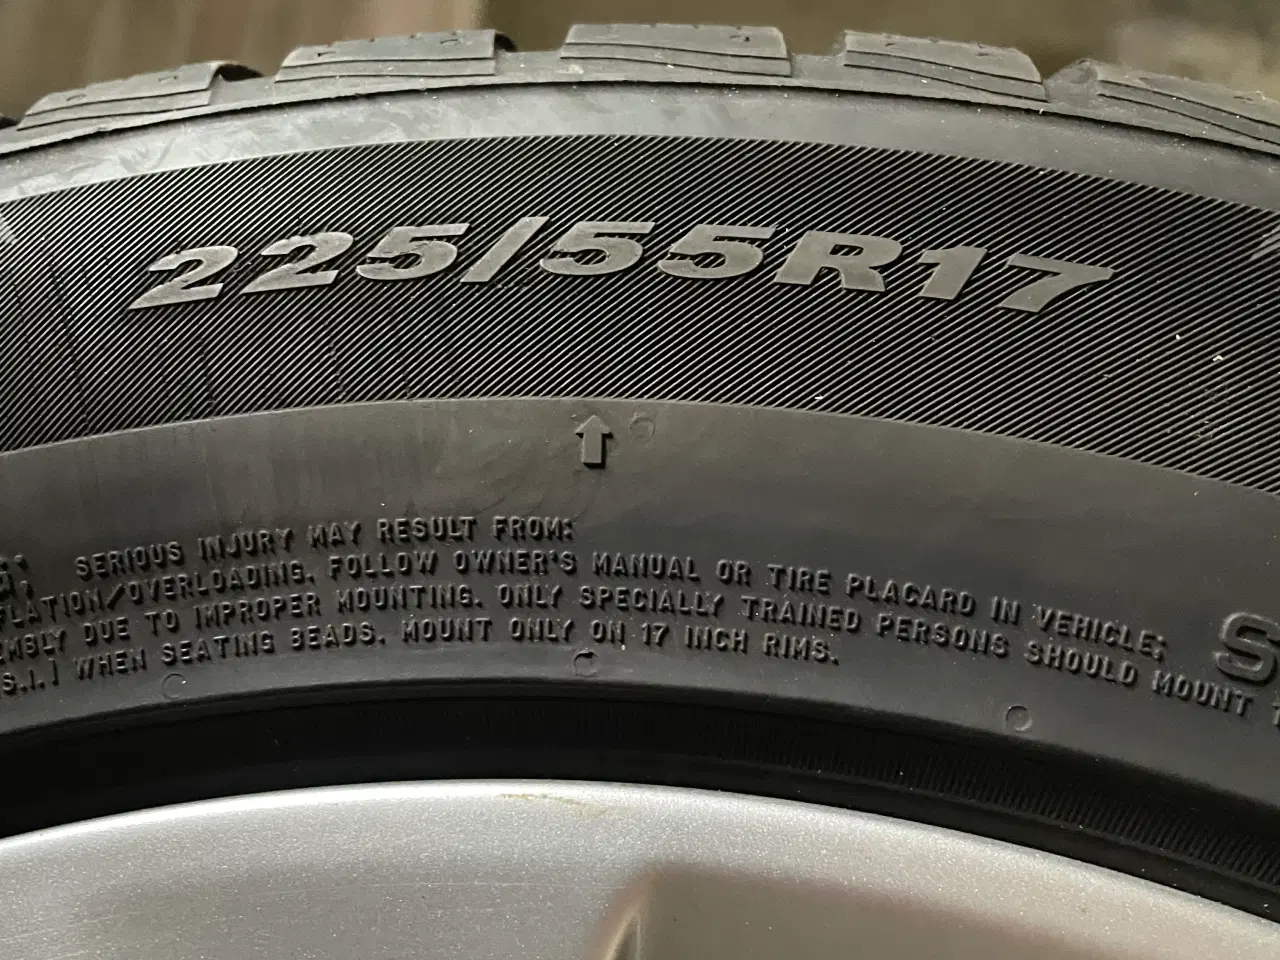 225/55R17
SERIOUS INJURY MAY RESULT FROM:
FLATION/OVERLOADING. FOLLOW OWNER'S MANUAL OR TIRE PLACARD IN VEHICLE;
EMBLY DUE TO IMPROPER MOUNTING. ONLY SPECIALLY TRAINED PERSONS SHOULD MOUNT
S.I.) WHEN SEATING BEADS. MOUNT ONLY ON 17 INCH RIMS.